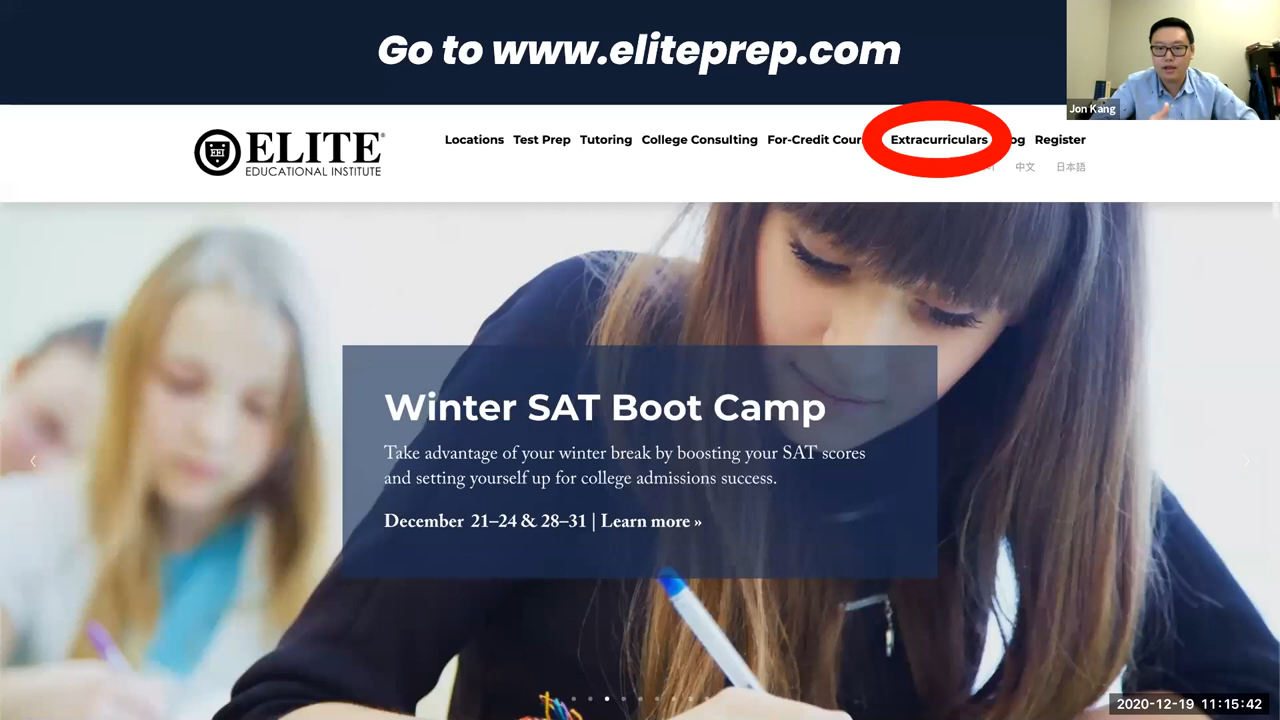 Go to www.eliteprep.com
Jon Kang
EEI
ELITE®
EDUCATIONAL INSTITUTE
Locations Test Prep Tutoring College Consulting For-Credit Extracurriculars Register
中文 日本語
Winter SAT Boot Camp
Take advantage of your winter break by boosting your SAT scores
and setting yourself up for college admissions success.
December 21–24 & 28–31 | Learn more »
2020-12-19 11:15:42